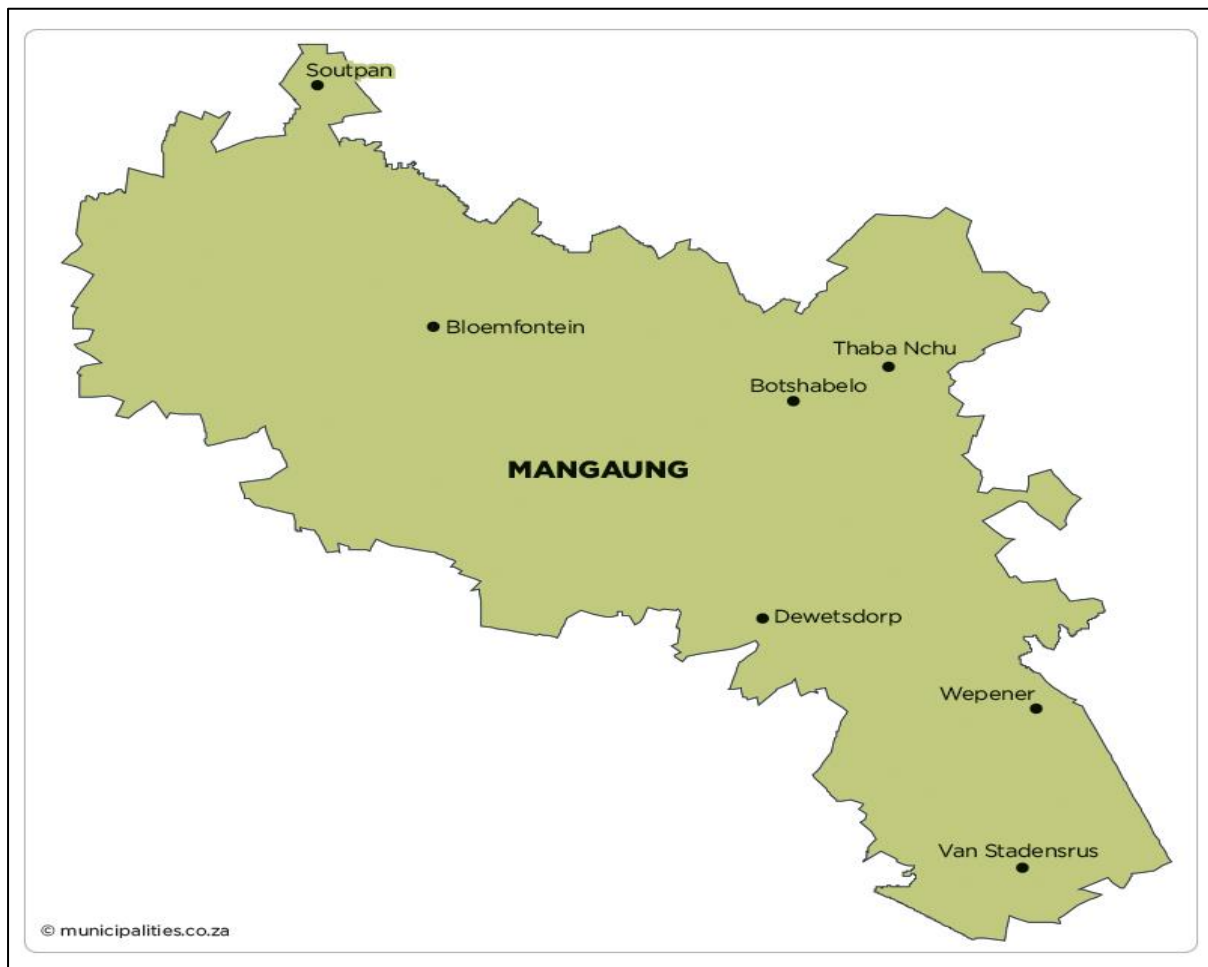 Soutpan
Bloemfontein
Thaba Nchu
Botshabelo
MANGAUNG
Dewetsdorp
Wepener
Van Stadensrus
© municipalities.co.za